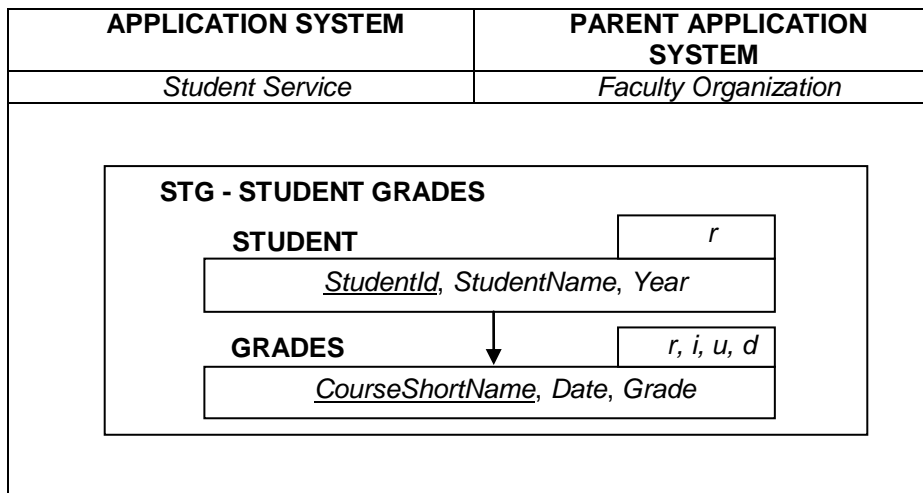 APPLICATION SYSTEM
PARENT APPLICATION
SYSTEM
Student Service
Faculty Organization
STG - STUDENT GRADES
STUDENT
r
StudentId, StudentName, Year
GRADES
r, i, u, d
CourseShortName, Date, Grade